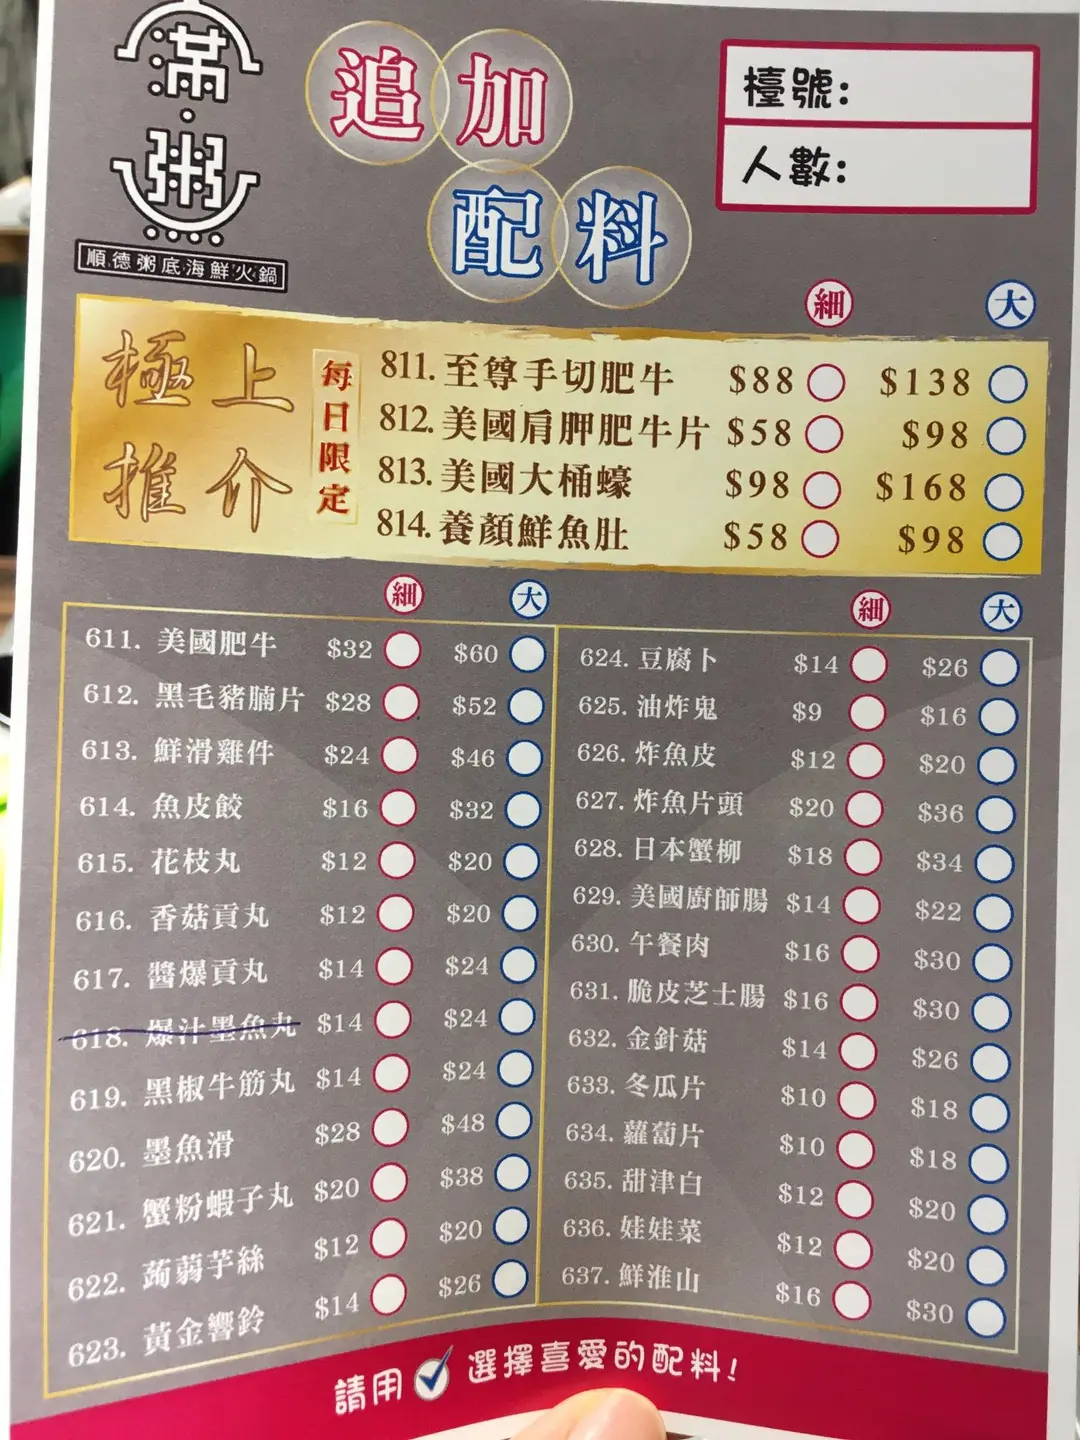 滿·粥
順德粥底海鮮火鍋
追加
配料
檯號:
人數:
細 大
極上推介
每日限定
811. 至尊手切肥牛 $88 $138
812. 美國肩胛肥牛片 $58 $98
813. 美國大桶蠔 $98 $168
814. 養顏鮮魚肚 $58 $98
細 大
611. 美國肥牛 $32 $60
612. 黑毛豬腩片 $28 $52
613. 鮮滑雞件 $24 $46
614. 魚皮餃 $16 $32
615. 花枝丸 $12 $20
616. 香菇貢丸 $12 $20
617. 醬爆貢丸 $14 $24
618. 爆汁墨魚丸 $14 $24
619. 黑椒牛筋丸 $14 $24
620. 墨魚滑 $28 $48
621. 蟹粉蝦子丸 $20 $38
622. 蒟蒻芋絲 $12 $20
623. 黃金響鈴 $14 $26
細 大
624. 豆腐卜 $14 $26
625. 油炸鬼 $9 $16
626. 炸魚皮 $12 $20
627. 炸魚片頭 $20 $36
628. 日本蟹柳 $18 $34
629. 美國廚師腸 $14 $22
630. 午餐肉 $16 $30
631. 脆皮芝士腸 $16 $30
632. 金針菇 $14 $26
633. 冬瓜片 $10 $18
634. 蘿蔔片 $10 $18
635. 甜津白 $12 $20
636. 娃娃菜 $12 $20
637. 鮮淮山 $16 $30
請用 選擇喜愛的配料!